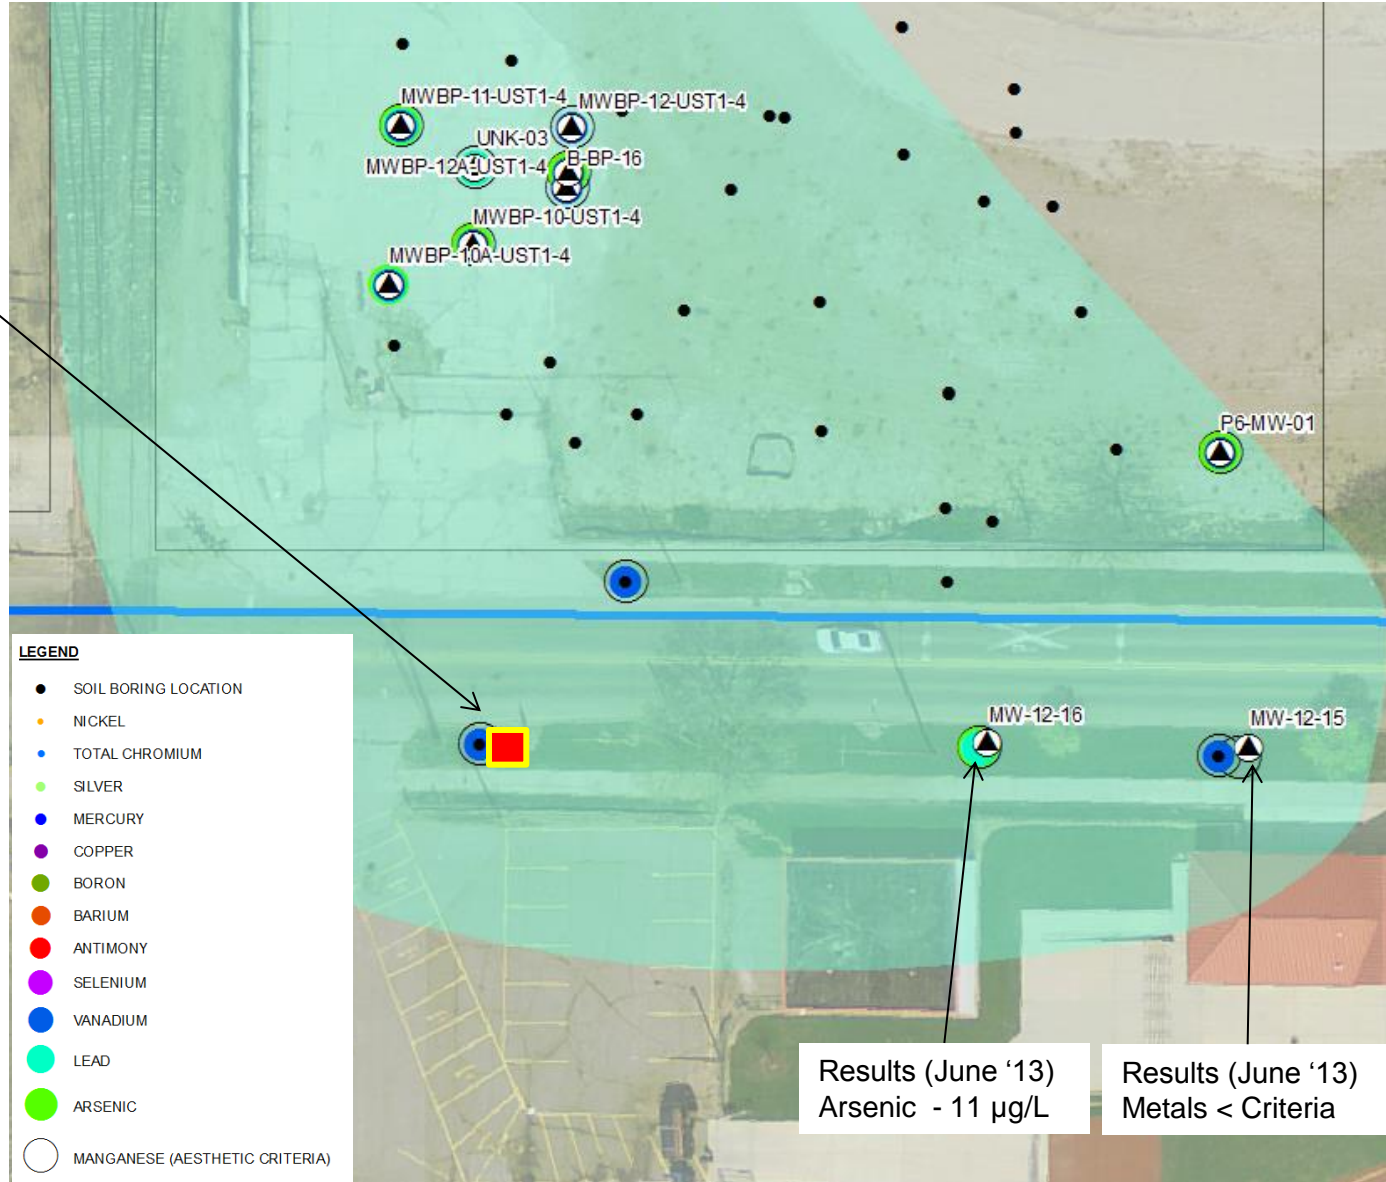 MWBP-11-UST1-4
MWBP-12-UST1-4
UNK-03
MWBP-12A-UST1-4
B-BP-16
MWBP-10-UST1-4
MWBP-10A-UST1-4
P6-MW-01
MW-12-16
MW-12-15
LEGEND
SOIL BORING LOCATION
NICKEL
TOTAL CHROMIUM
SILVER
MERCURY
COPPER
BORON
BARIUM
ANTIMONY
SELENIUM
VANADIUM
LEAD
ARSENIC
MANGANESE (AESTHETIC CRITERIA)
Results (June ‘13)
Arsenic - 11 µg/L
Results (June ‘13)
Metals < Criteria